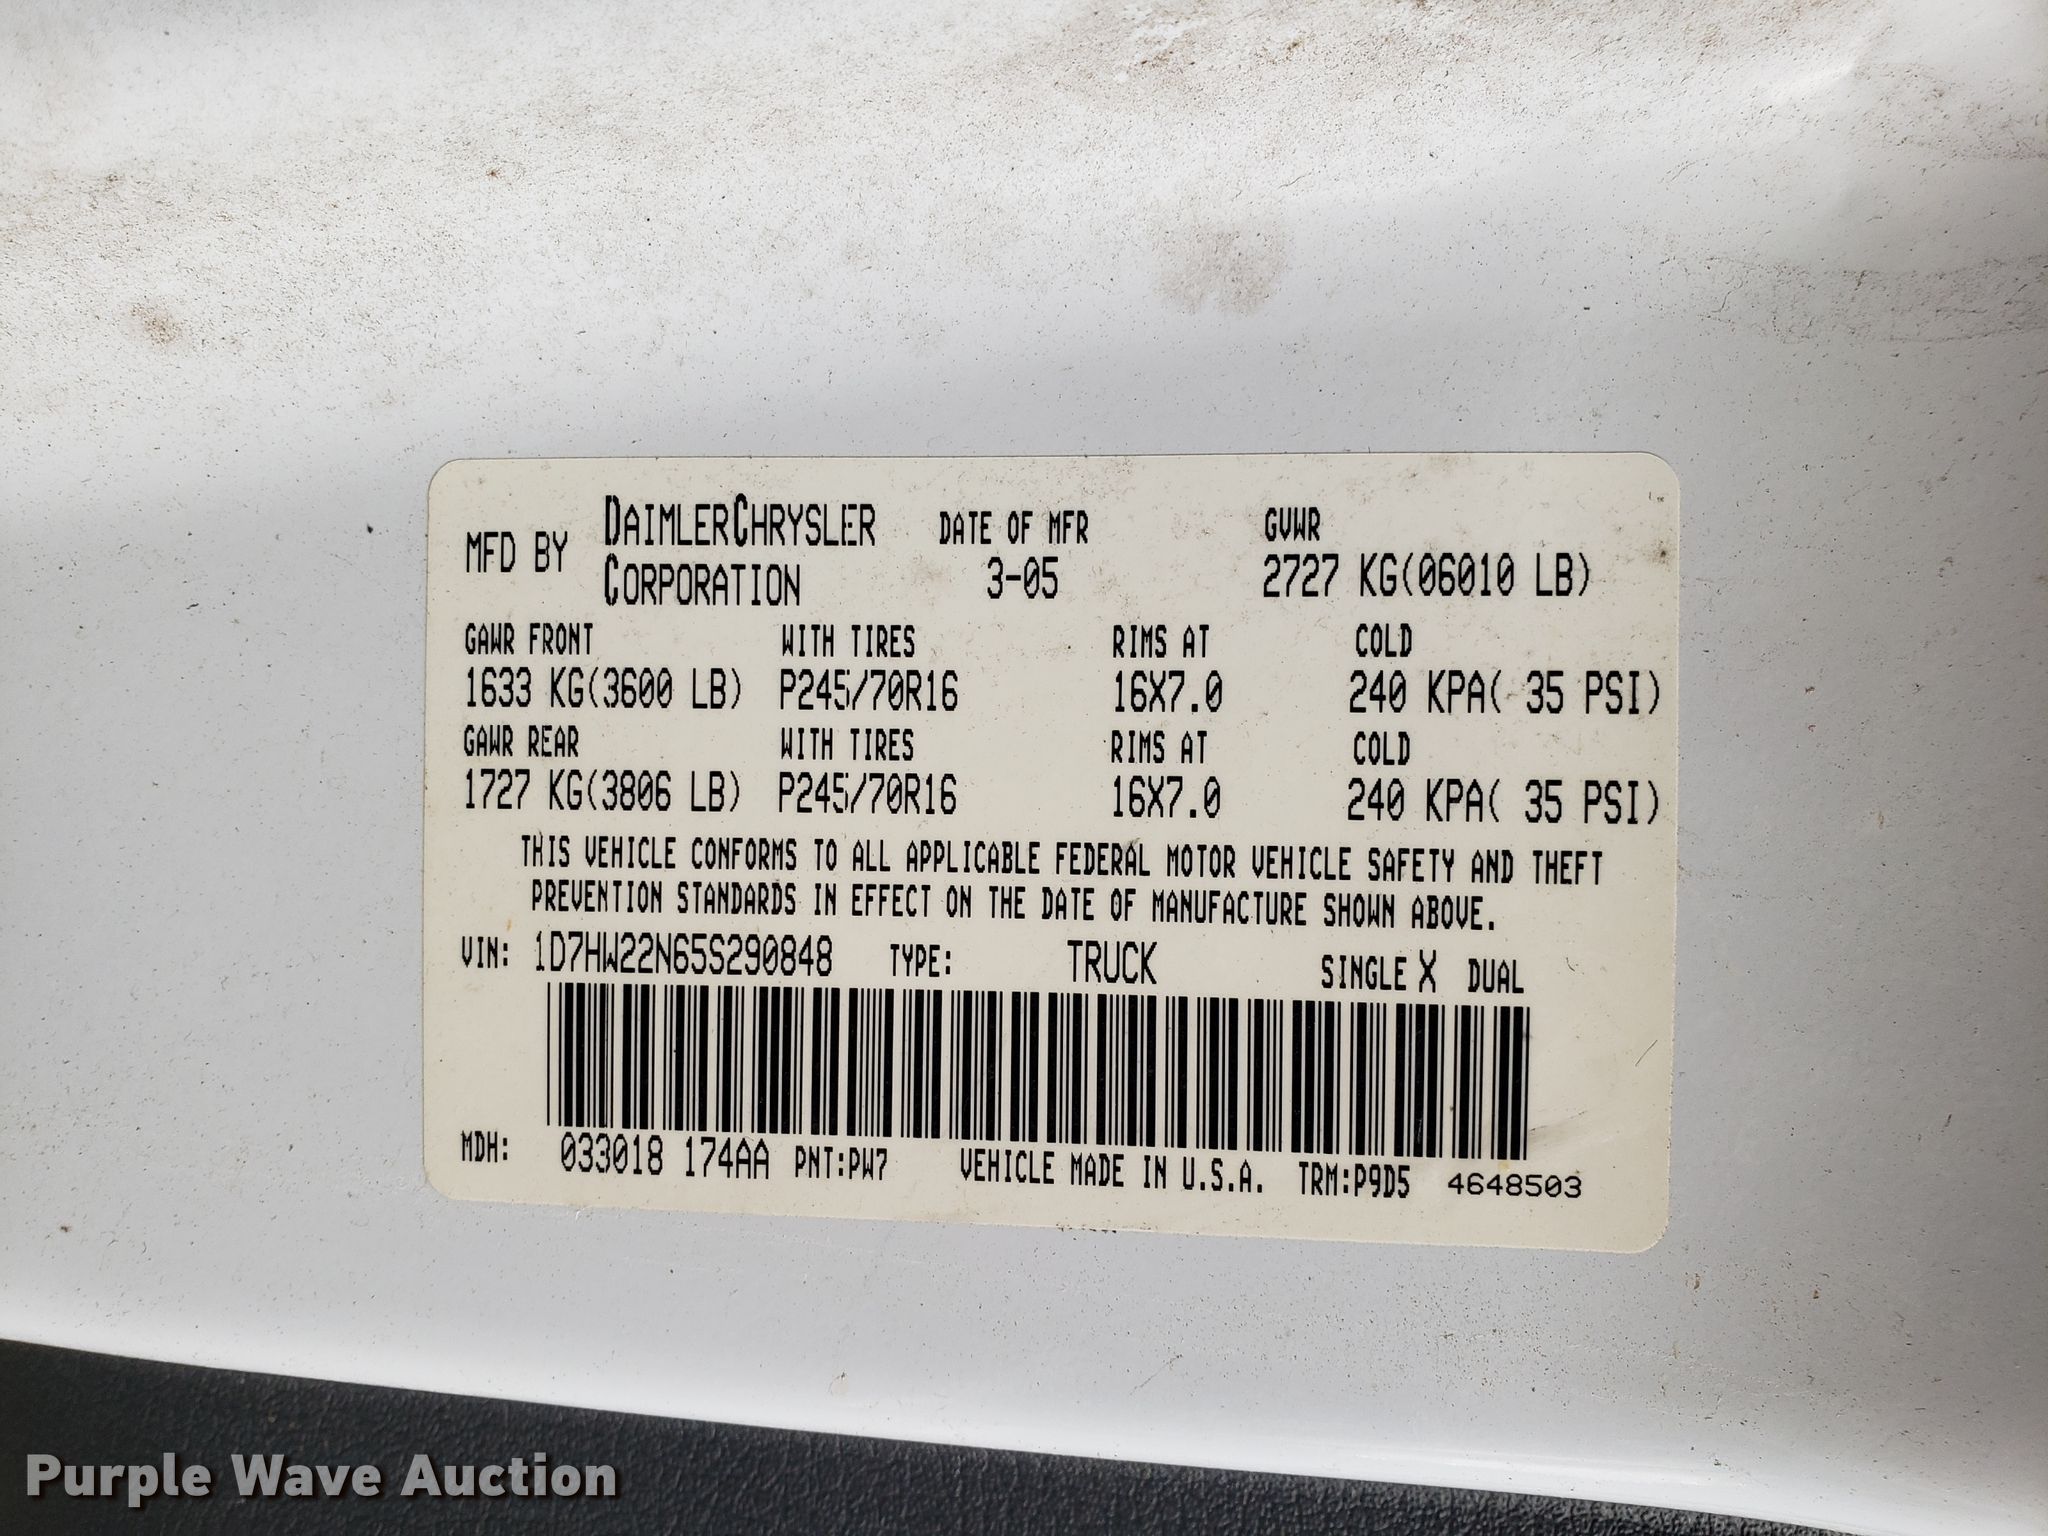 MFD BY DAIMLERCHRYSLER CORPORATION DATE OF MFR 3-05 GVWR 2727 KG(06010 LB)
GAWR FRONT WITH TIRES RIMS AT COLD
1633 KG(3600 LB) P245/70R16 16X7.0 240 KPA( 35 PSI)
GAWR REAR WITH TIRES RIMS AT COLD
1727 KG(3806 LB) P245/70R16 16X7.0 240 KPA( 35 PSI)
THIS VEHICLE CONFORMS TO ALL APPLICABLE FEDERAL MOTOR VEHICLE SAFETY AND THEFT
PREVENTION STANDARDS IN EFFECT ON THE DATE OF MANUFACTURE SHOWN ABOVE.
VIN: 1D7HW22N65S290848 TYPE: TRUCK SINGLE X DUAL
MDH: 033018 174AA PNT:PW7 VEHICLE MADE IN U.S.A. TRM:P9D5 4648503
Purple Wave Auction